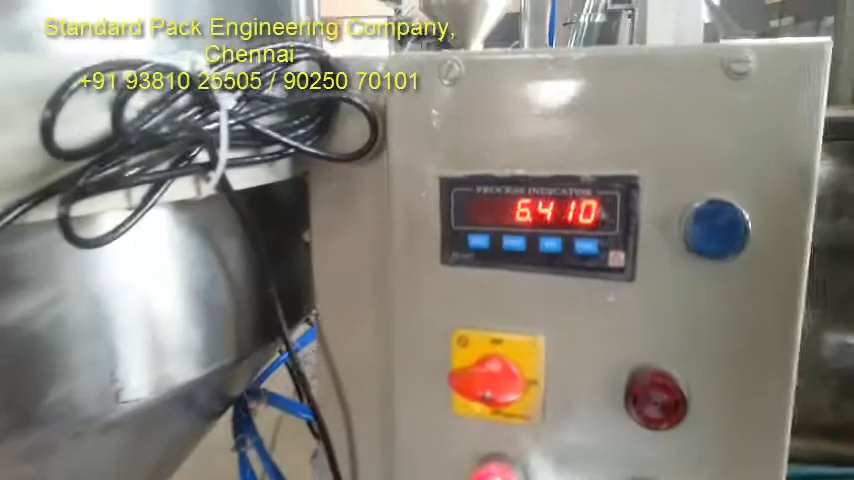 Standard Pack Engineering Company,
Chennai
+91 93810 25505 / 90250 70101
PROCESS INDICATOR
6.410